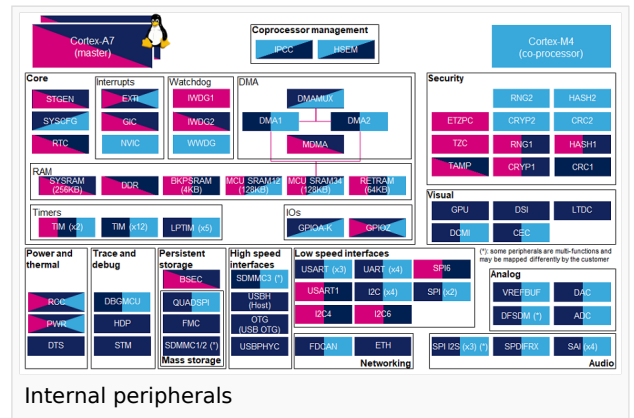 Cortex-A7
(master)
Coprocessor management
IPCC
HSEM
Cortex-M4
(co-processor)
Core
STGEN
SYSCFG
RTC
Interrupts
EXTI
GIC
NVIC
Watchdog
IWDG1
IWDG2
WWDG
DMA
DMAMUX
DMA1
DMA2
MDMA
Security
RNG2
HASH2
ETZPC
CRYP2
CRC2
TZC
RNG1
HASH1
TAMP
CRYP1
CRC1
RAM
SYSRAM
(256KB)
DDR
BKPSRAM
(4KB)
MCU SRAM12
(128KB)
MCU SRAM34
(128KB)
RETRAM
(64KB)
Timers
TIM (x2)
TIM (x12)
LPTIM (x5)
IOs
GPIOA-K
GPIOZ
Visual
GPU
DSI
LTDC
DCMI
CEC
(*): some peripherals are multi-functions and
may be mapped differently by the customer
Power and
thermal
RCC
PWR
DTS
Trace and
debug
DBGMCU
HDP
STM
Persistent
storage
BSEC
QUADSPI
FMC
SDMMC1/2 (*)
Mass storage
High speed
interfaces
SDMMC3 (*)
USBH
(Host)
OTG
(USB OTG)
USBPHYC
Low speed interfaces
USART (x3)
UART (x4)
SPI6
USART1
I2C (x4)
SPI (x2)
I2C4
I2C6
FDCAN
ETH
Networking
Analog
VREFBUF
DAC
DFSDM (*)
ADC
SPI I2S (x3) (*)
SPDIFRX
SAI (x4)
Audio
Internal peripherals